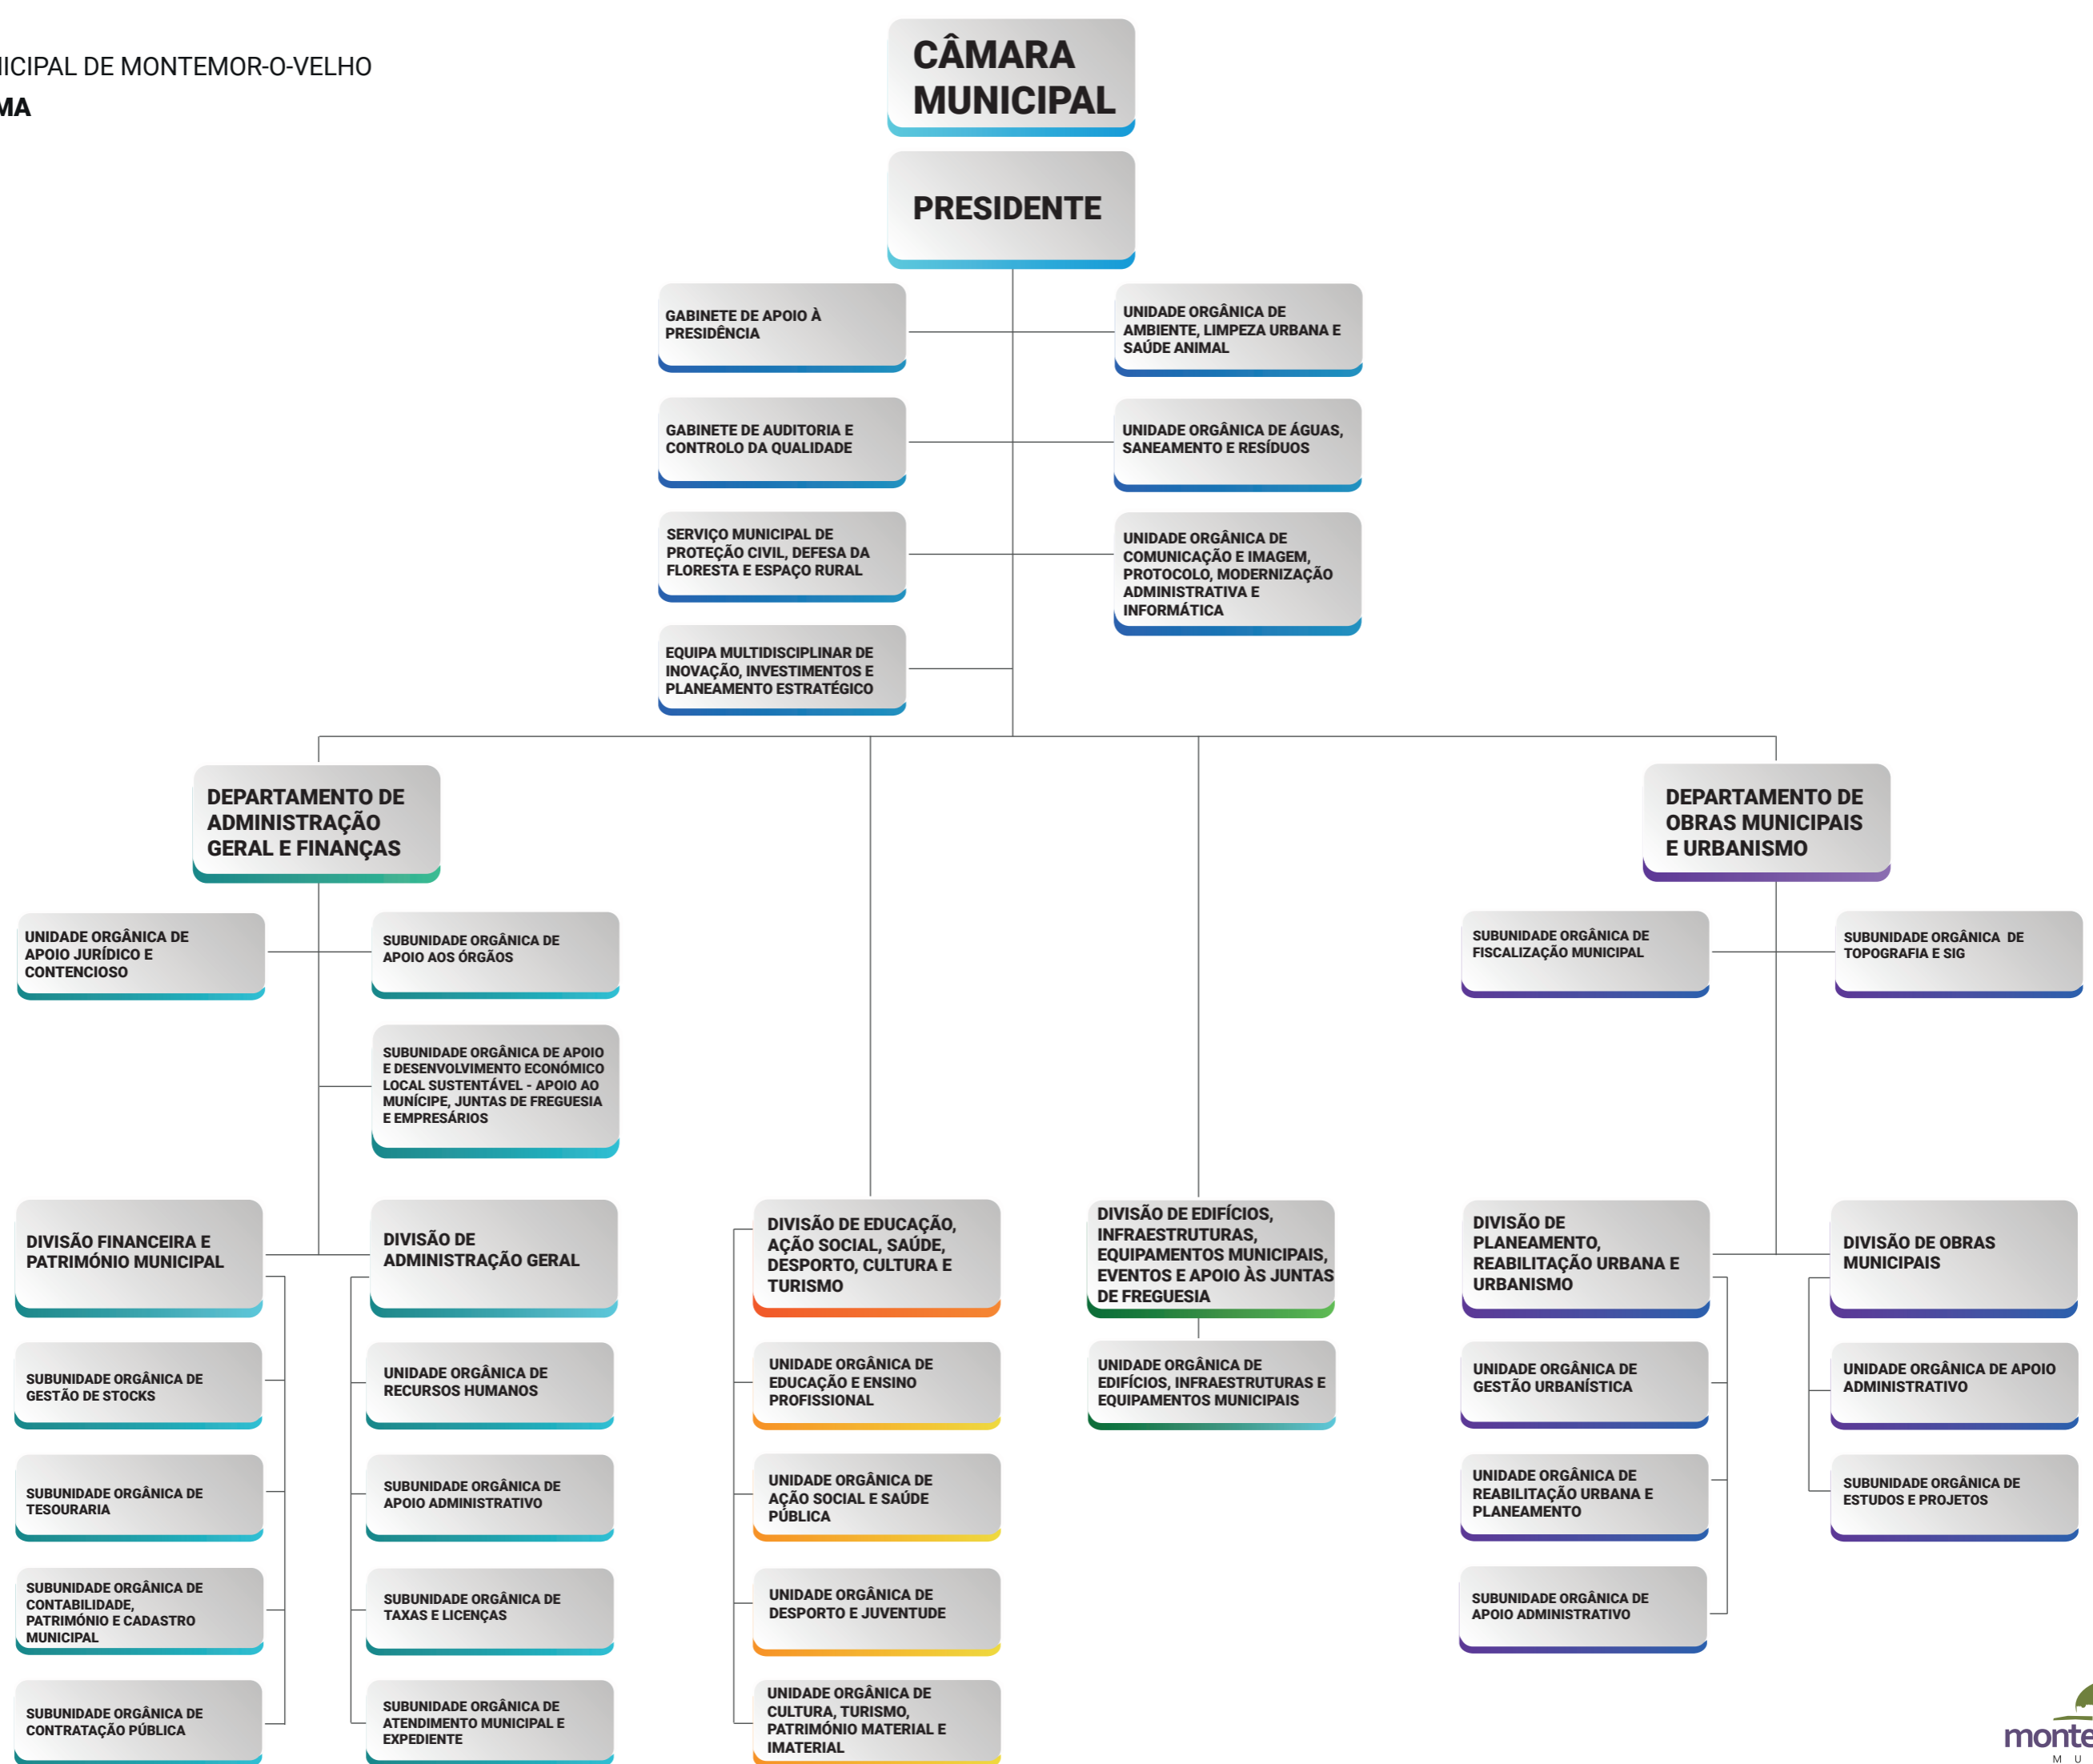 NICIPAL DE MONTEMOR-O-VELHO
MA
CÂMARA
MUNICIPAL
PRESIDENTE
GABINETE DE APOIO À
PRESIDÊNCIA
UNIDADE ORGÂNICA DE
AMBIENTE, LIMPEZA URBANA E
SAÚDE ANIMAL
GABINETE DE AUDITORIA E
CONTROLO DA QUALIDADE
UNIDADE ORGÂNICA DE ÁGUAS,
SANEAMENTO E RESÍDUOS
SERVIÇO MUNICIPAL DE
PROTEÇÃO CIVIL, DEFESA DA
FLORESTA E ESPAÇO RURAL
UNIDADE ORGÂNICA DE
COMUNICAÇÃO E IMAGEM,
PROTOCOLO, MODERNIZAÇÃO
ADMINISTRATIVA E
INFORMÁTICA
EQUIPA MULTIDISCIPLINAR DE
INOVAÇÃO, INVESTIMENTOS E
PLANEAMENTO ESTRATÉGICO
DEPARTAMENTO DE
ADMINISTRAÇÃO
GERAL E FINANÇAS
DEPARTAMENTO DE
OBRAS MUNICIPAIS
E URBANISMO
UNIDADE ORGÂNICA DE
APOIO JURÍDICO E
CONTENCIOSO
SUBUNIDADE ORGÂNICA DE
APOIO AOS ÓRGÃOS
SUBUNIDADE ORGÂNICA DE
FISCALIZAÇÃO MUNICIPAL
SUBUNIDADE ORGÂNICA DE
TOPOGRAFIA E SIG
SUBUNIDADE ORGÂNICA DE APOIO
E DESENVOLVIMENTO ECONÓMICO
LOCAL SUSTENTÁVEL - APOIO AO
MUNÍCIPE, JUNTAS DE FREGUESIA
E EMPRESÁRIOS
DIVISÃO FINANCEIRA E
PATRIMÓNIO MUNICIPAL
DIVISÃO DE
ADMINISTRAÇÃO GERAL
DIVISÃO DE EDUCAÇÃO,
AÇÃO SOCIAL, SAÚDE,
DESPORTO, CULTURA E
TURISMO
DIVISÃO DE EDIFÍCIOS,
INFRAESTRUTURAS,
EQUIPAMENTOS MUNICIPAIS,
EVENTOS E APOIO ÀS JUNTAS
DE FREGUESIA
DIVISÃO DE
PLANEAMENTO,
REABILITAÇÃO URBANA E
URBANISMO
DIVISÃO DE OBRAS
MUNICIPAIS
SUBUNIDADE ORGÂNICA DE
GESTÃO DE STOCKS
UNIDADE ORGÂNICA DE
RECURSOS HUMANOS
UNIDADE ORGÂNICA DE
EDUCAÇÃO E ENSINO
PROFISSIONAL
UNIDADE ORGÂNICA DE
EDIFÍCIOS, INFRAESTRUTURAS E
EQUIPAMENTOS MUNICIPAIS
UNIDADE ORGÂNICA DE
GESTÃO URBANÍSTICA
UNIDADE ORGÂNICA DE APOIO
ADMINISTRATIVO
SUBUNIDADE ORGÂNICA DE
TESOURARIA
SUBUNIDADE ORGÂNICA DE
APOIO ADMINISTRATIVO
UNIDADE ORGÂNICA DE
AÇÃO SOCIAL E SAÚDE
PÚBLICA
UNIDADE ORGÂNICA DE
REABILITAÇÃO URBANA E
PLANEAMENTO
SUBUNIDADE ORGÂNICA DE
ESTUDOS E PROJETOS
SUBUNIDADE ORGÂNICA DE
CONTABILIDADE,
PATRIMÓNIO E CADASTRO
MUNICIPAL
SUBUNIDADE ORGÂNICA DE
TAXAS E LICENÇAS
UNIDADE ORGÂNICA DE
DESPORTO E JUVENTUDE
SUBUNIDADE ORGÂNICA DE
APOIO ADMINISTRATIVO
SUBUNIDADE ORGÂNICA DE
CONTRATAÇÃO PÚBLICA
SUBUNIDADE ORGÂNICA DE
ATENDIMENTO MUNICIPAL E
EXPEDIENTE
UNIDADE ORGÂNICA DE
CULTURA, TURISMO,
PATRIMÓNIO MATERIAL E
IMATERIAL
monte
M U